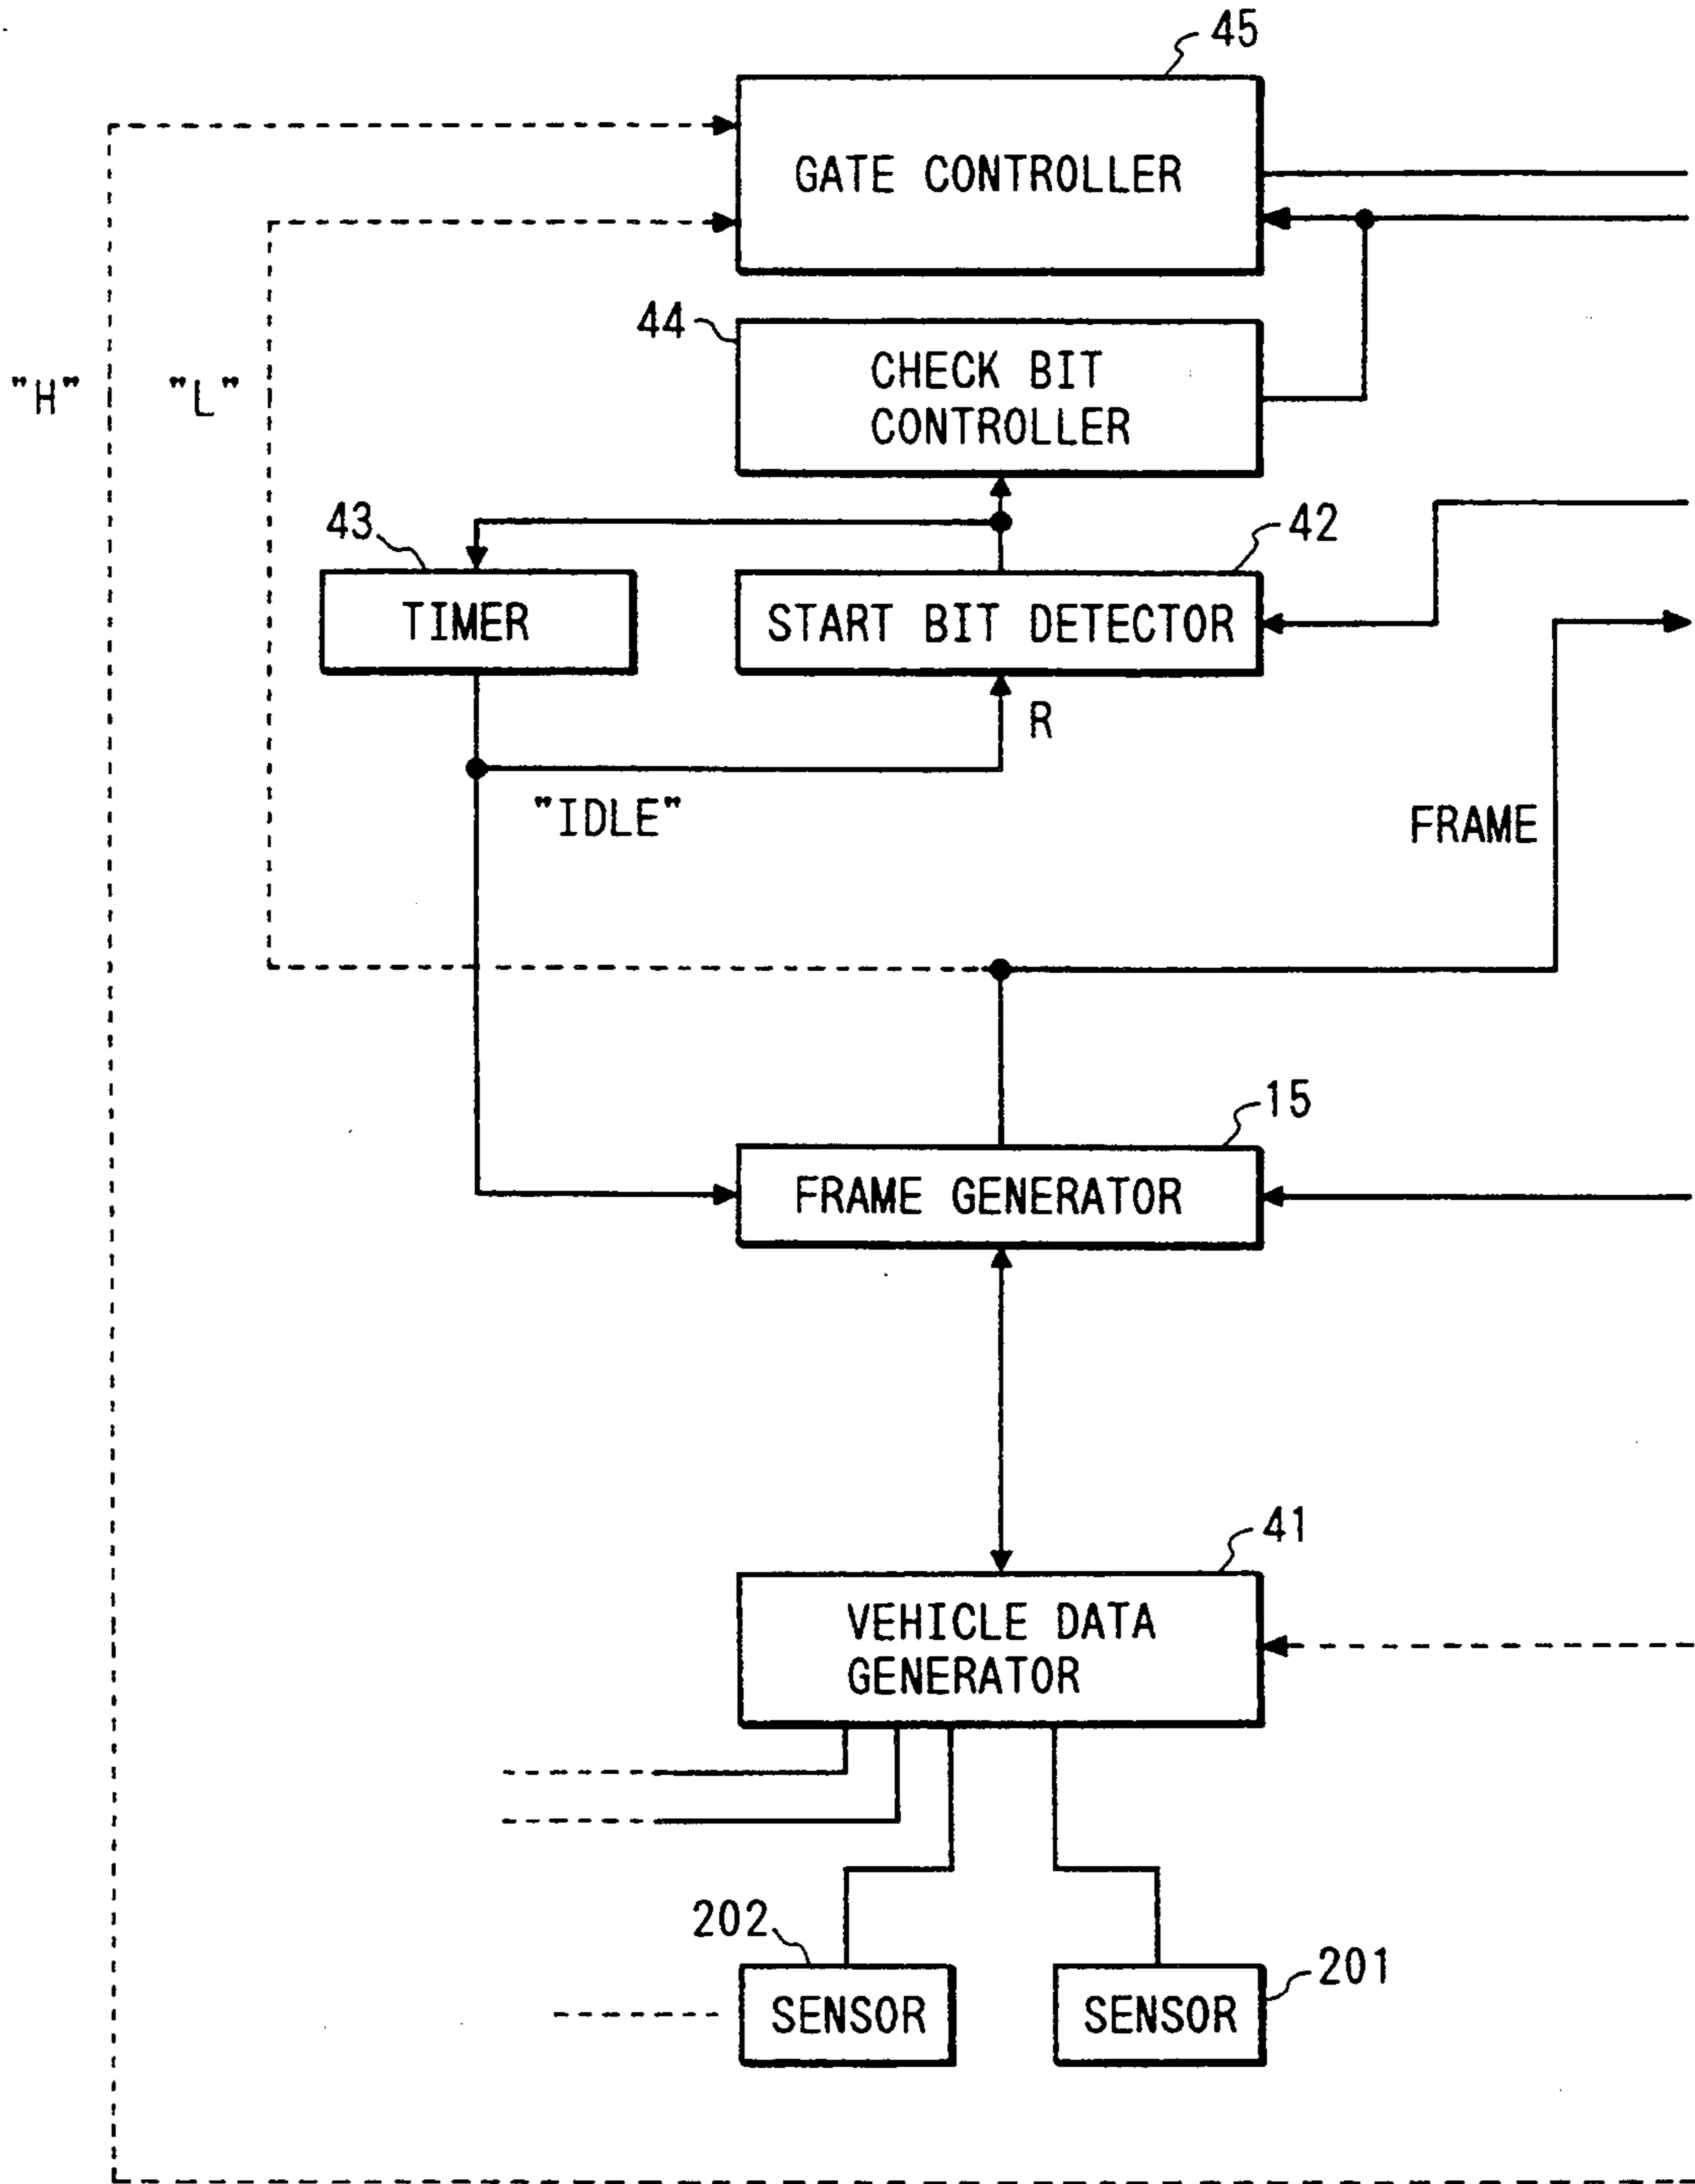 45
GATE CONTROLLER
44
CHECK BIT
CONTROLLER
"H"
"L"
43
42
TIMER
START BIT DETECTOR
R
"IDLE"
FRAME
15
FRAME GENERATOR
41
VEHICLE DATA
GENERATOR
202
201
SENSOR
SENSOR